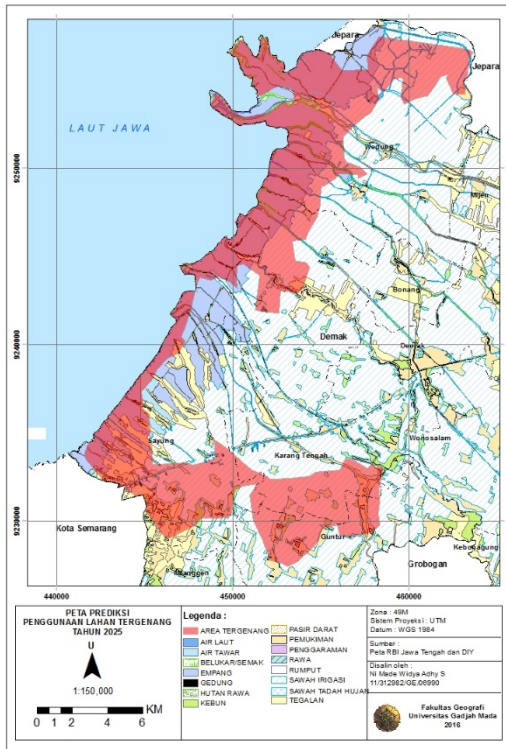 Jepara
Jepara
LAUT JAWA
Wedung
Mijen
Bonang
Demak
Demak
Wonosalam
Sayung
Karang Tengah
Guntur
Kota Semarang
Kebonagung
Grobogan
Mranggen
9250000
9240000
9230000
440000 450000 460000
PETA PREDIKSI
PENGGUNAAN LAHAN TERGENANG
TAHUN 2025
U
1:150,000
0 1 2 4 6 KM
Legenda :
AREA TERGENANG
AIR LAUT
AIR TAWAR
BELUKAR/SEMAK
EMPANG
GEDUNG
HUTAN RAWA
KEBUN
PASIR DARAT
PEMUKIMAN
PENGGARAMAN
RAWA
RUMPUT
SAWAH IRIGASI
SAWAH TADAH HUJAN
TEGALAN
Zona : 49M
Sistem Proyeksi : UTM
Datum : WGS 1984
Sumber :
Peta RBI Jawa Tengah dan DIY
Disalin oleh :
Ni Made Widya Adhy S
11/312982/GE/06990
Fakultas Geografi
Universitas Gadjah Mada
2016